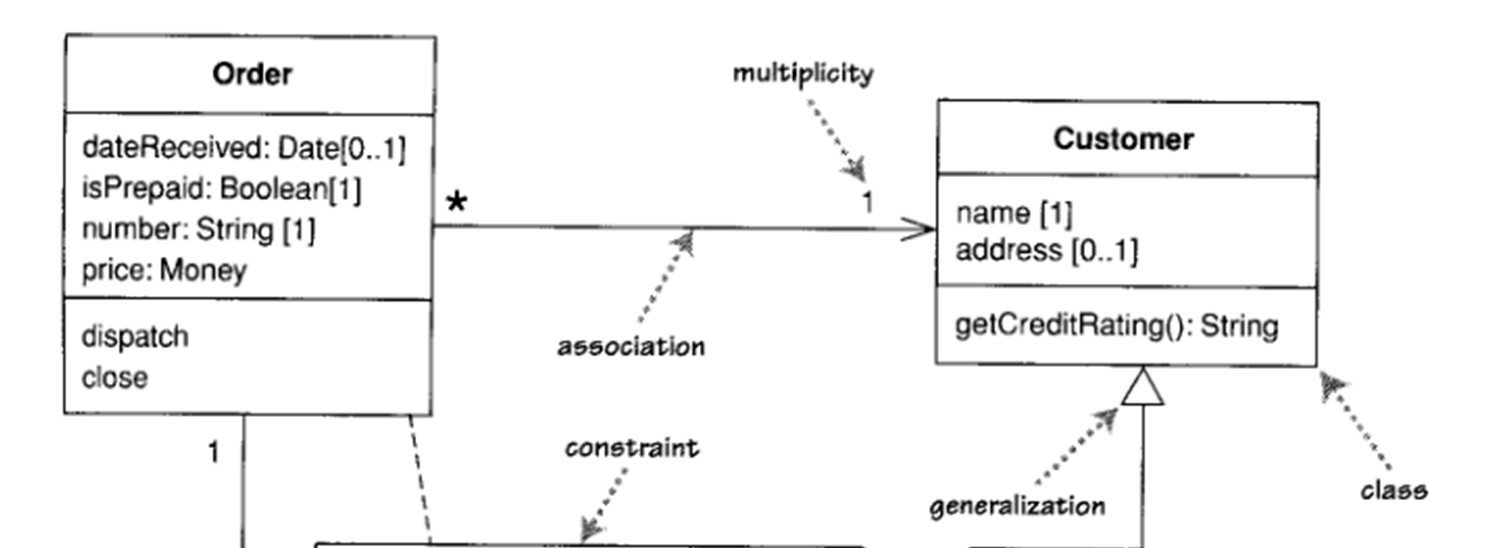 Order
dateReceived: Date[0..1]
isPrepaid: Boolean[1]
number: String [1]
price: Money
dispatch
close
*
multiplicity
1
association
Customer
name [1]
address [0..1]
getCreditRating(): String
1
constraint
generalization
class